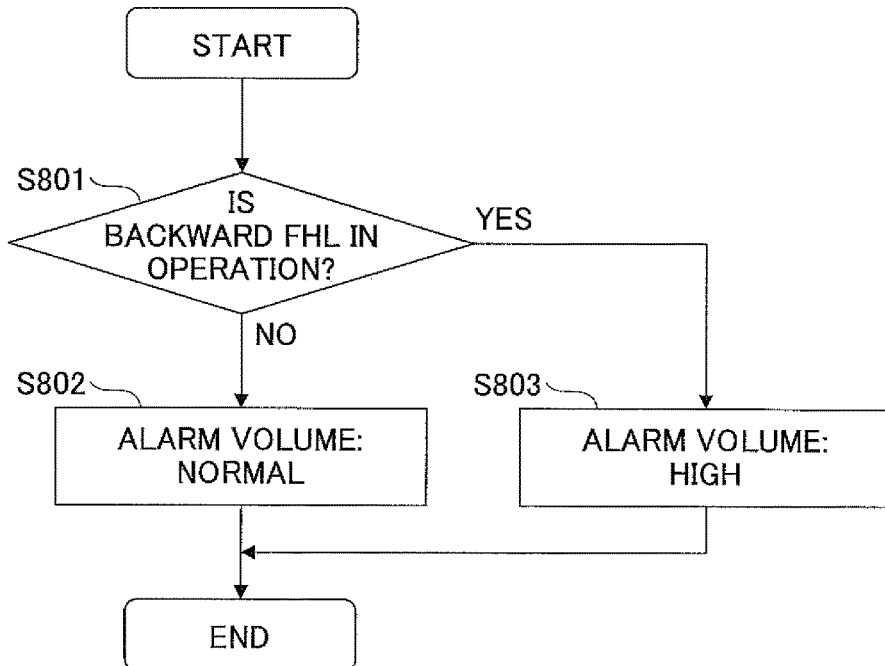 START
S801
IS
BACKWARD FHL IN
OPERATION?
YES
NO
S802
ALARM VOLUME:
NORMAL
S803
ALARM VOLUME:
HIGH
END